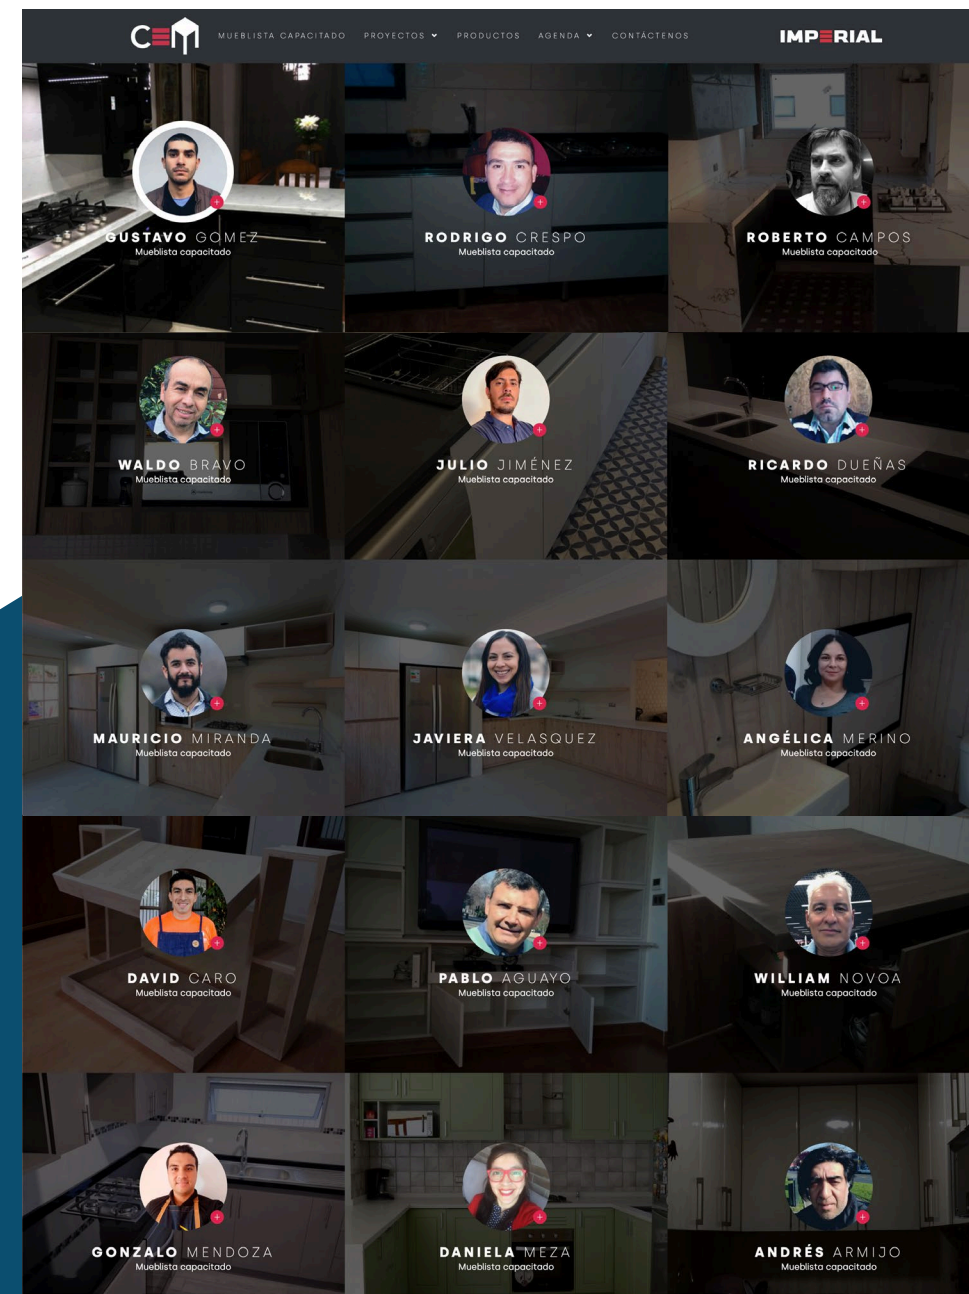 CEM
MUEBLISTA CAPACITADO PROYECTOS PRODUCTOS AGENDA CONTÁCTENOS
IMPERIAL
GUSTAVO GOMEZ
Mueblista capacitado
RODRIGO CRESPO
Mueblista capacitado
ROBERTO CAMPOS
Mueblista capacitado
WALDO BRAVO
Mueblista capacitado
JULIO JIMÉNEZ
Mueblista capacitado
RICARDO DUEÑAS
Mueblista capacitado
MAURICIO MIRANDA
Mueblista capacitado
JAVIERA VELASQUEZ
Mueblista capacitado
ANGÉLICA MERINO
Mueblista capacitado
DAVID CARO
Mueblista capacitado
PABLO AGUAYO
Mueblista capacitado
WILLIAM NOVOA
Mueblista capacitado
GONZALO MENDOZA
Mueblista capacitado
DANIELA MEZA
Mueblista capacitado
ANDRÉS ARMIJO
Mueblista capacitado